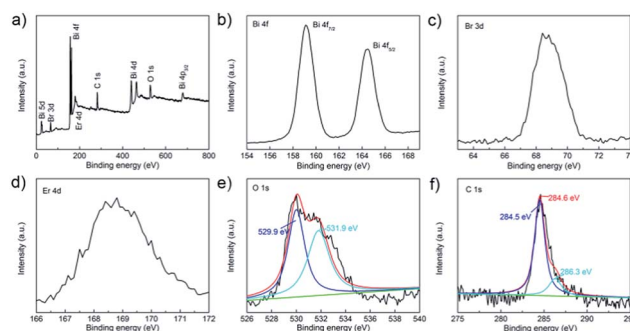 a)
Bi 5d
Br 3d
Bi 4f
Er 4d
C 1s
Bi 4d
O 1s
Bi 4p3/2
Intensity (a.u.)
0 200 400 600 800
Binding energy (eV)
b)
Bi 4f
Bi 4f7/2
Bi 4f5/2
Intensity (a.u.)
154 156 158 160 162 164 166 168
Binding energy (eV)
c)
Br 3d
Intensity (a.u.)
64 66 68 70 72
Binding energy (eV)
d)
Er 4d
Intensity (a.u.)
166 165 167 168 169 170 171 172
Binding energy (eV)
e)
O 1s
529.9 eV
531.9 eV
Intensity (a.u.)
526 528 530 532 534 536 538 540
Binding energy (eV)
f)
C 1s
284.6 eV
284.5 eV
286.3 eV
Intensity (a.u.)
275 280 285 290
Binding energy (eV)